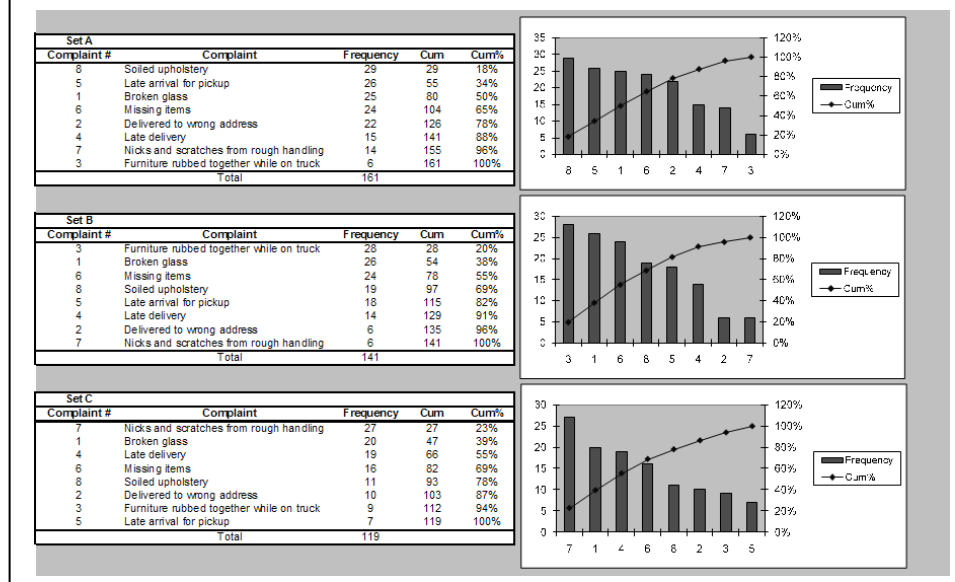 Set A
Complaint # Complaint Frequency Cum Cum%
8 Soiled upholstery 29 29 18%
5 Late arrival for pickup 26 55 34%
1 Broken glass 25 80 50%
6 Missing items 24 104 65%
2 Delivered to wrong address 22 126 78%
4 Late delivery 15 141 88%
7 Nicks and scratches from rough handling 14 155 96%
3 Furniture rubbed together while on truck 6 161 100%
Total 161
35 120%
30 100%
25 80%
20 60%
15 40%
10 20%
5 0%
0
8 5 1 6 2 4 7 3
Frequency
Cum%
Set B
Complaint # Complaint Frequency Cum Cum%
3 Furniture rubbed together while on truck 28 28 20%
1 Broken glass 26 54 38%
6 Missing items 24 78 55%
8 Soiled upholstery 19 97 69%
5 Late arrival for pickup 18 115 82%
4 Late delivery 14 129 91%
2 Delivered to wrong address 6 135 96%
7 Nicks and scratches from rough handling 6 141 100%
Total 141
30 120%
25 100%
20 80%
15 60%
10 40%
5 20%
0 0%
3 1 6 8 5 4 2 7
Frequency
Cum%
Set C
Complaint # Complaint Frequency Cum Cum%
7 Nicks and scratches from rough handling 27 27 23%
1 Broken glass 20 47 39%
4 Late delivery 19 66 55%
6 Missing items 16 82 69%
8 Soiled upholstery 11 93 78%
2 Delivered to wrong address 10 103 87%
3 Furniture rubbed together while on truck 9 112 94%
5 Late arrival for pickup 7 119 100%
Total 119
30 120%
25 100%
20 80%
15 60%
10 40%
5 20%
0 0%
7 1 4 6 8 2 3 5
Frequency
Cum%